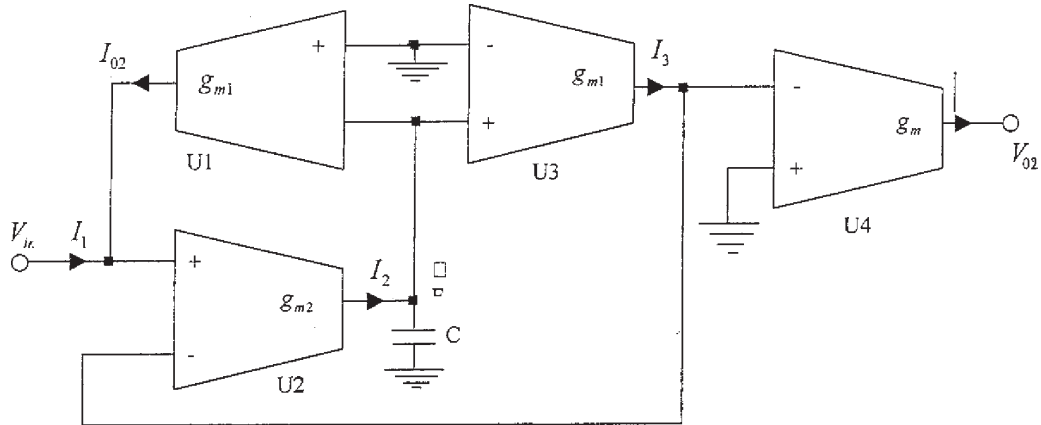 I02
+
gm1
U1
-
gm1
+
U3
I3
-
gm
+
U4
V02
Vin
I1
+
gm2
-
U2
I2
C